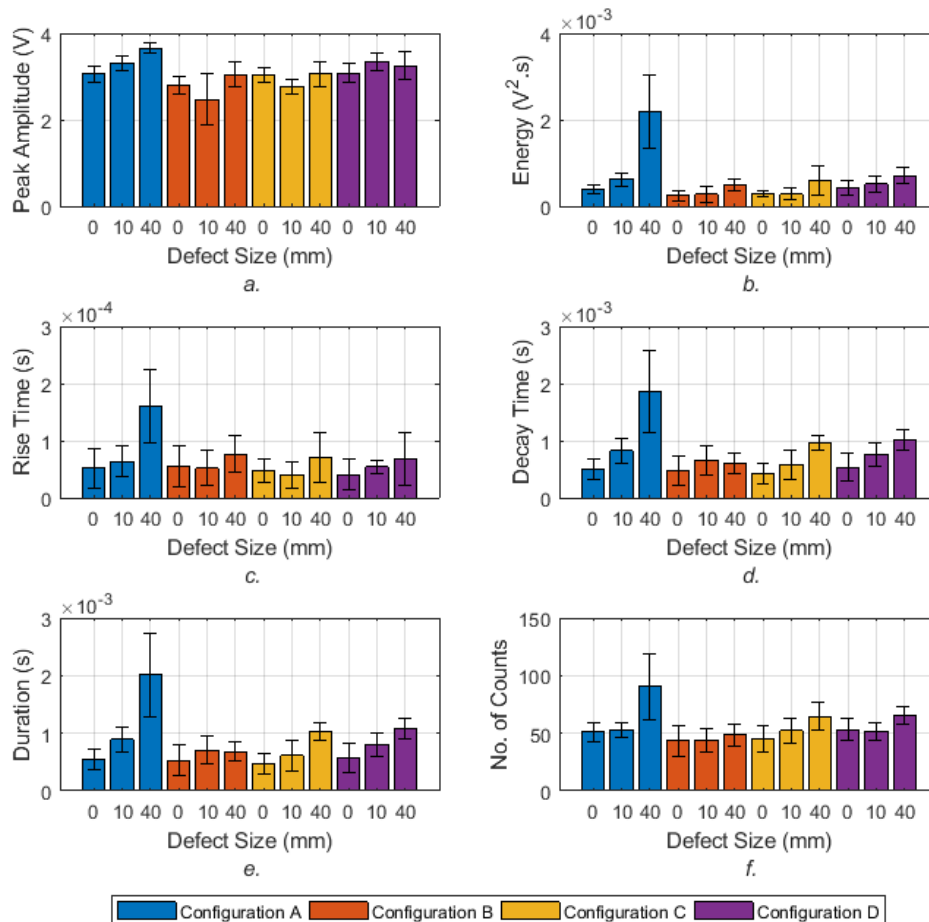 4
2
0
Peak Amplitude (V)
0 10 40 0 10 40 0 10 40 0 10 40
Defect Size (mm)
a.
×10-3
4
2
0
Energy (V2.s)
0 10 40 0 10 40 0 10 40 0 10 40
Defect Size (mm)
b.
×10-4
3
2
1
0
Rise Time (s)
0 10 40 0 10 40 0 10 40 0 10 40
Defect Size (mm)
c.
×10-3
3
2
1
0
Decay Time (s)
0 10 40 0 10 40 0 10 40 0 10 40
Defect Size (mm)
d.
×10-3
3
2
1
0
Duration (s)
0 10 40 0 10 40 0 10 40 0 10 40
Defect Size (mm)
e.
150
100
50
0
No. of Counts
0 10 40 0 10 40 0 10 40 0 10 40
Defect Size (mm)
f.
Configuration A Configuration B Configuration C Configuration D